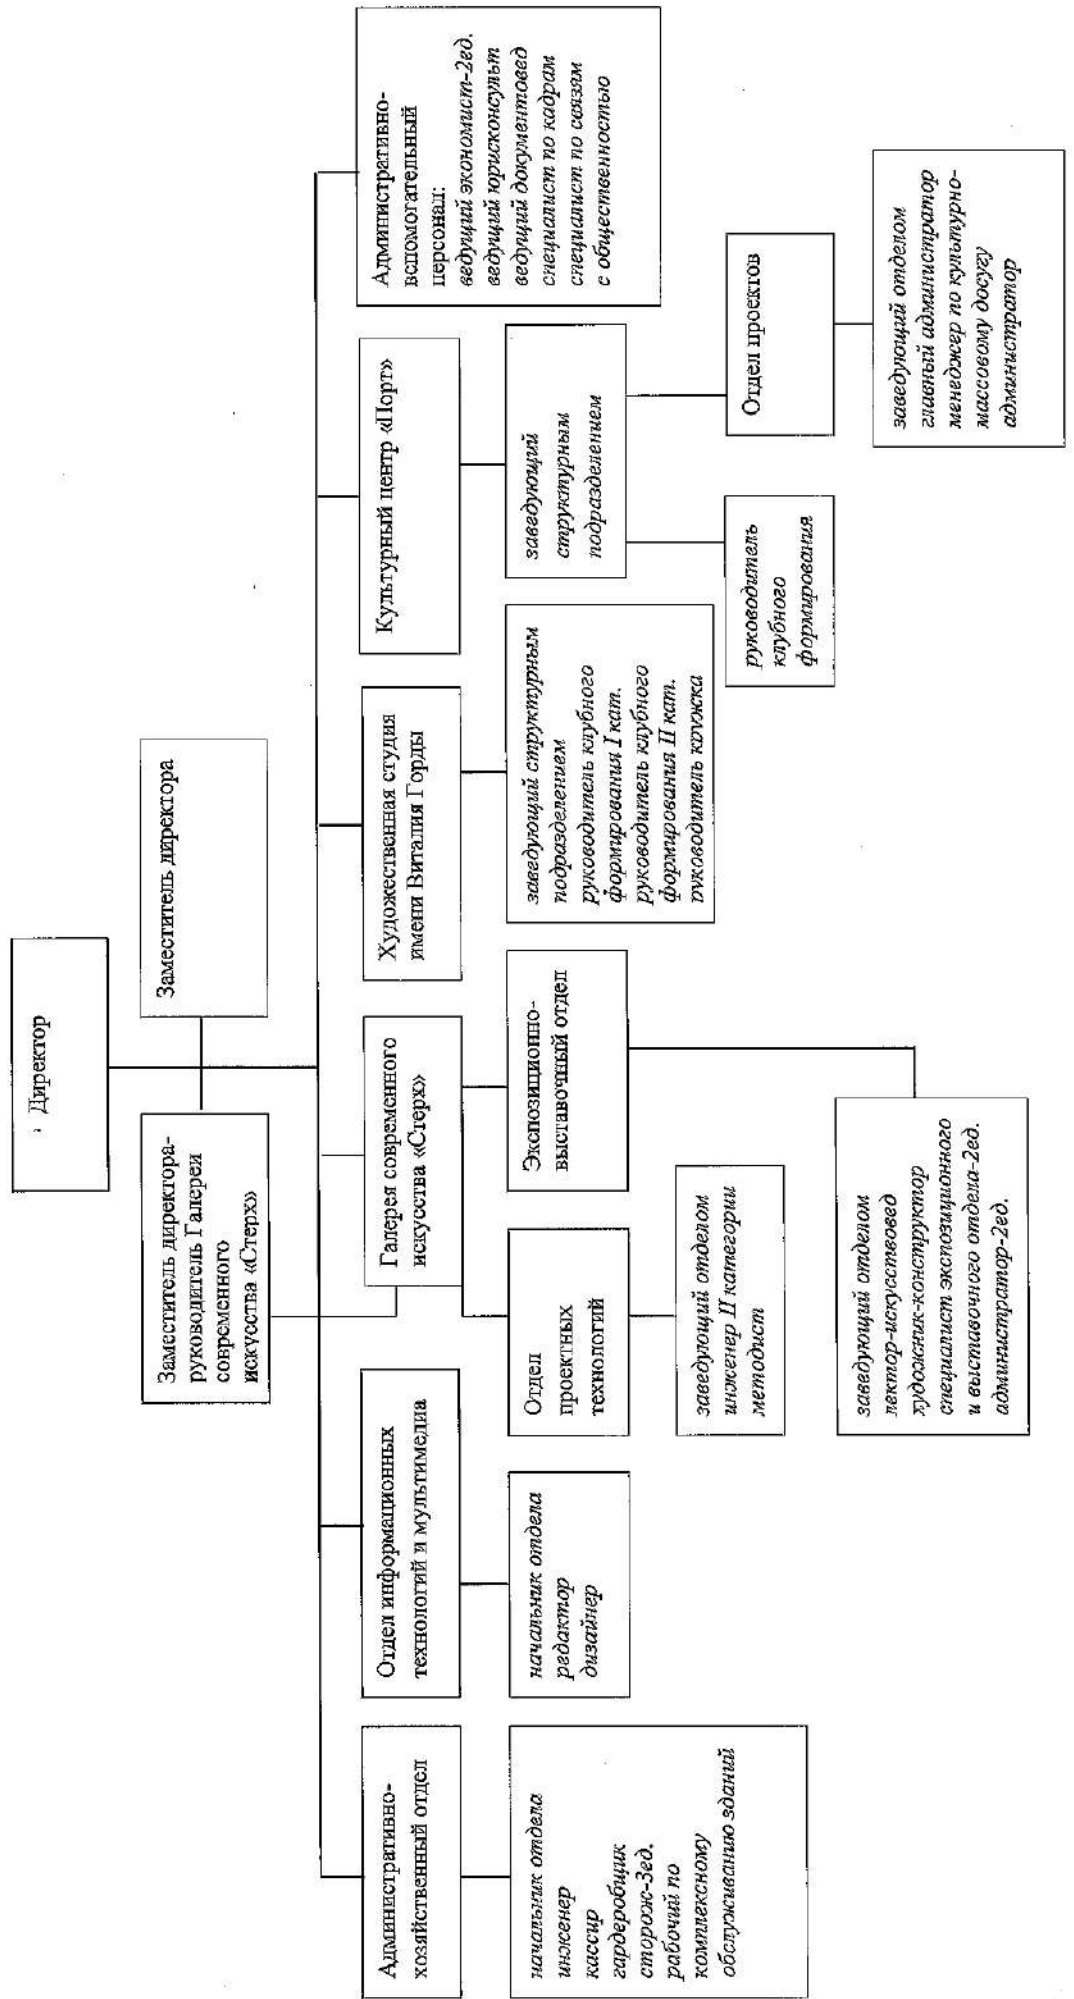 Директор
Заместитель директора-
руководитель Галереи
современного
искусства «Стерх»
Заместитель директора
Административно-
хозяйственный отдел
Отдел информационных
технологий и мультимедиа
Галерея современного
искусства «Стерх»
Художественная студия
имени Виталия Горды
Культурный центр «Порт»
Административно-
вспомогательный
персонал:
ведущий экономист-2ед.
ведущий юрисконсульт
ведущий документовед
специалист по кадрам
специалист по связям
с общественностью
начальник отдела
инженер
кассир
гардеробщик
сторож-3ед.
рабочий по
комплексному
обслуживанию зданий
начальник отдела
редактор
дизайнер
Отдел
проектных
технологий
Экспозиционно-
выставочный отдел
заведующий структурным
подразделением
руководитель клубного
формирования I кат.
руководитель клубного
формирования II кат.
руководитель кружка
заведующий
структурным
подразделением
заведующий отделом
инженер II категории
методист
руководитель
клубного
формирования
Отдел проектов
заведующий отделом
лектор-искусствовед
художник-конструктор
специалист экспозиционного
и выставочного отдела-2ед.
администратор-2ед.
заведующий отделом
главный администратор
менеджер по культурно-
массовому досугу
администратор